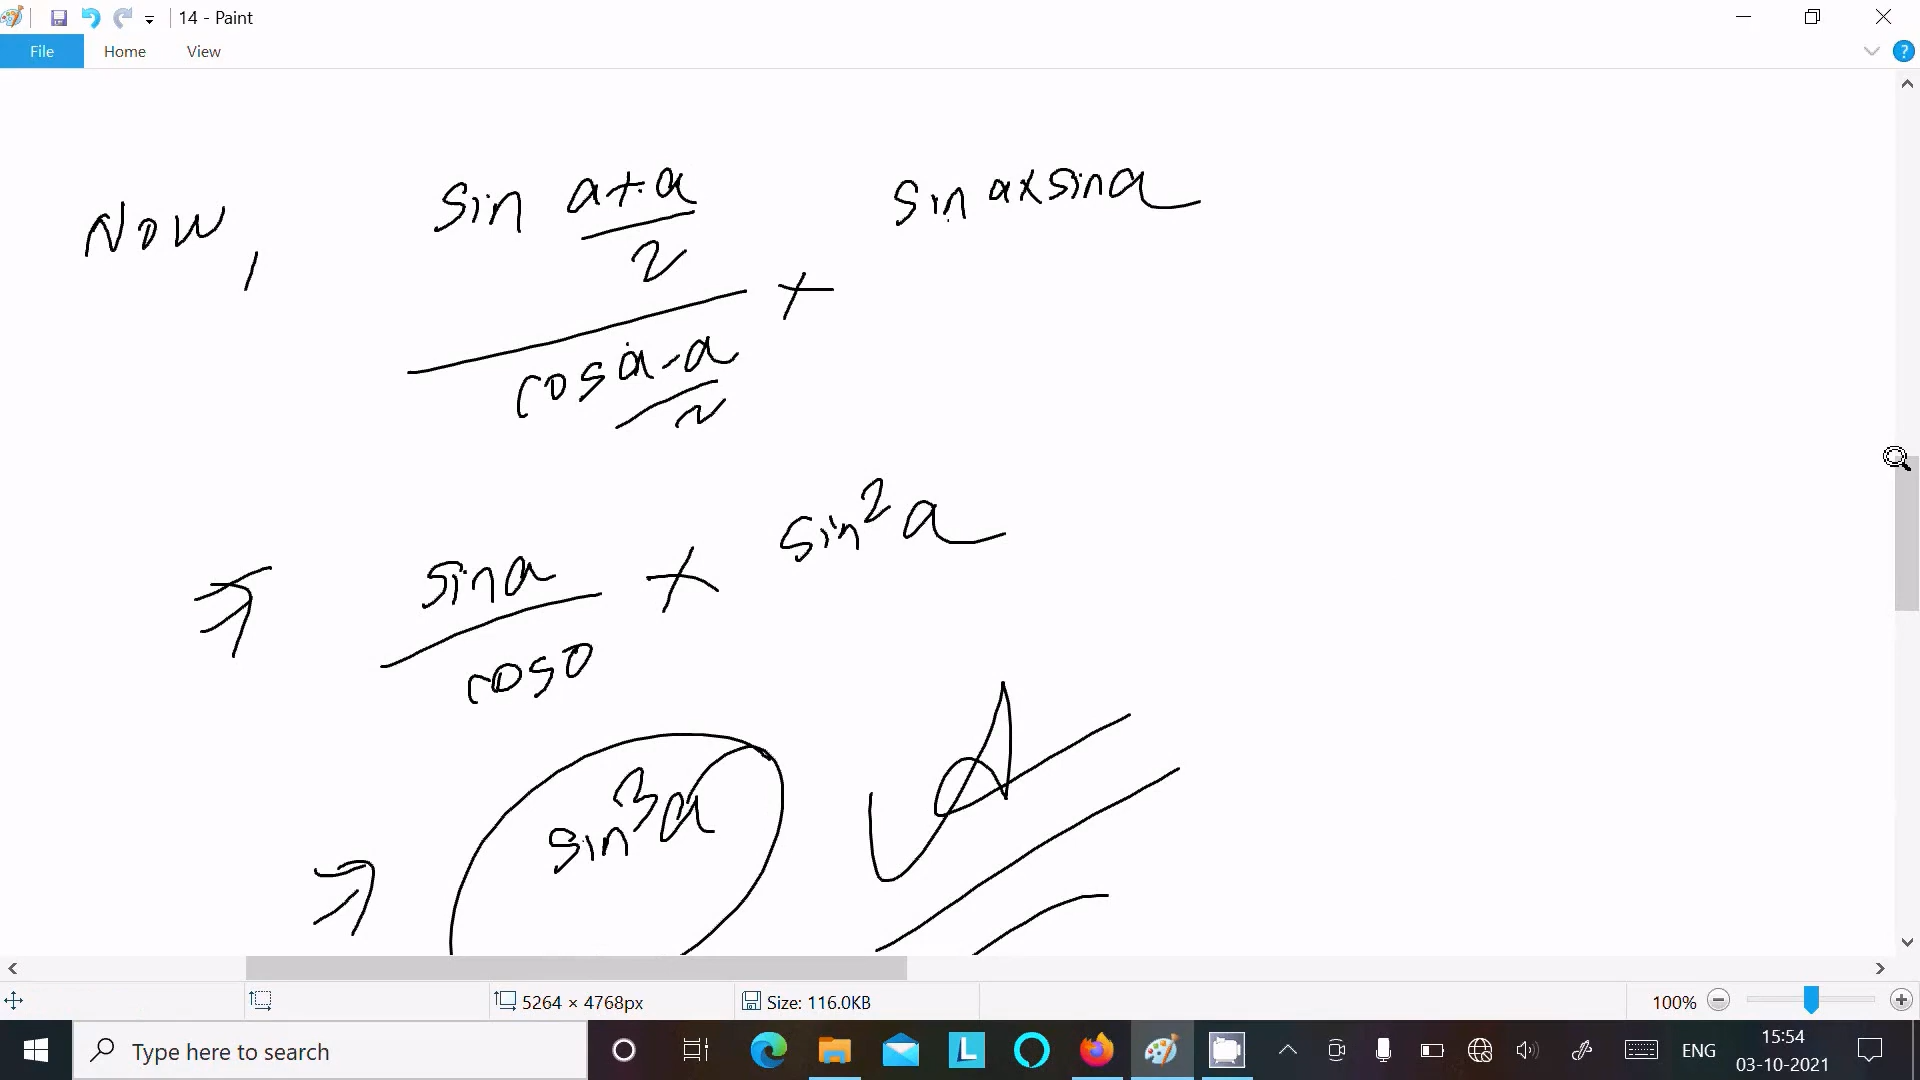 14 - Paint
File Home View
Now, sin (a+a)/2 / cos (a-a)/2 × sin a x sin a
⇒ sin a / cos 0 × sin² a
⇒ sin³ a
5264 × 4768px Size: 116.0KB 100%
Type here to search
L
ENG
15:54
03-10-2021